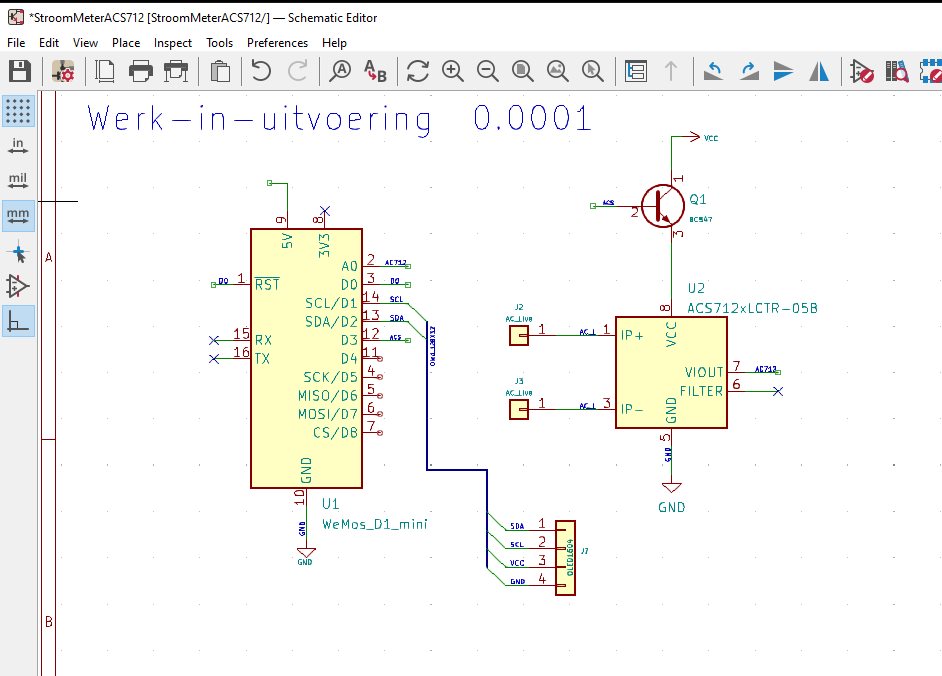 *StroomMeterACS712 [StroomMeterACS712/] — Schematic Editor
File Edit View Place Inspect Tools Preferences Help
Werk-in-uitvoering 0.0001
in
mil
mm
A
B
VCC
1
ACS
2
Q1
BC547
3
9
8
5V
3V3
A0 2 AC712
D0 1 RST
D0 3 D0
SCL/D1 14 SCL
SDA/D2 13 SDA
15 RX
D3 12 ACS
16 TX
D4 11
SCK/D5 4
MISO/D6 5
MOSI/D7 6
CS/D8 7
GND
10
U1
WeMos_D1_mini
GND
GND
U2
ACS712xLCTR-05B
8
VCC
J2
AC_Live
1 AC_L 1 IP+
VIOUT 7 AC712
FILTER 6
J3
AC_Live
1 AC_L 3 IP-
GND
5
GND
GND
SDA 1
SCL 2
VCC 3
GND 4
OLED1604